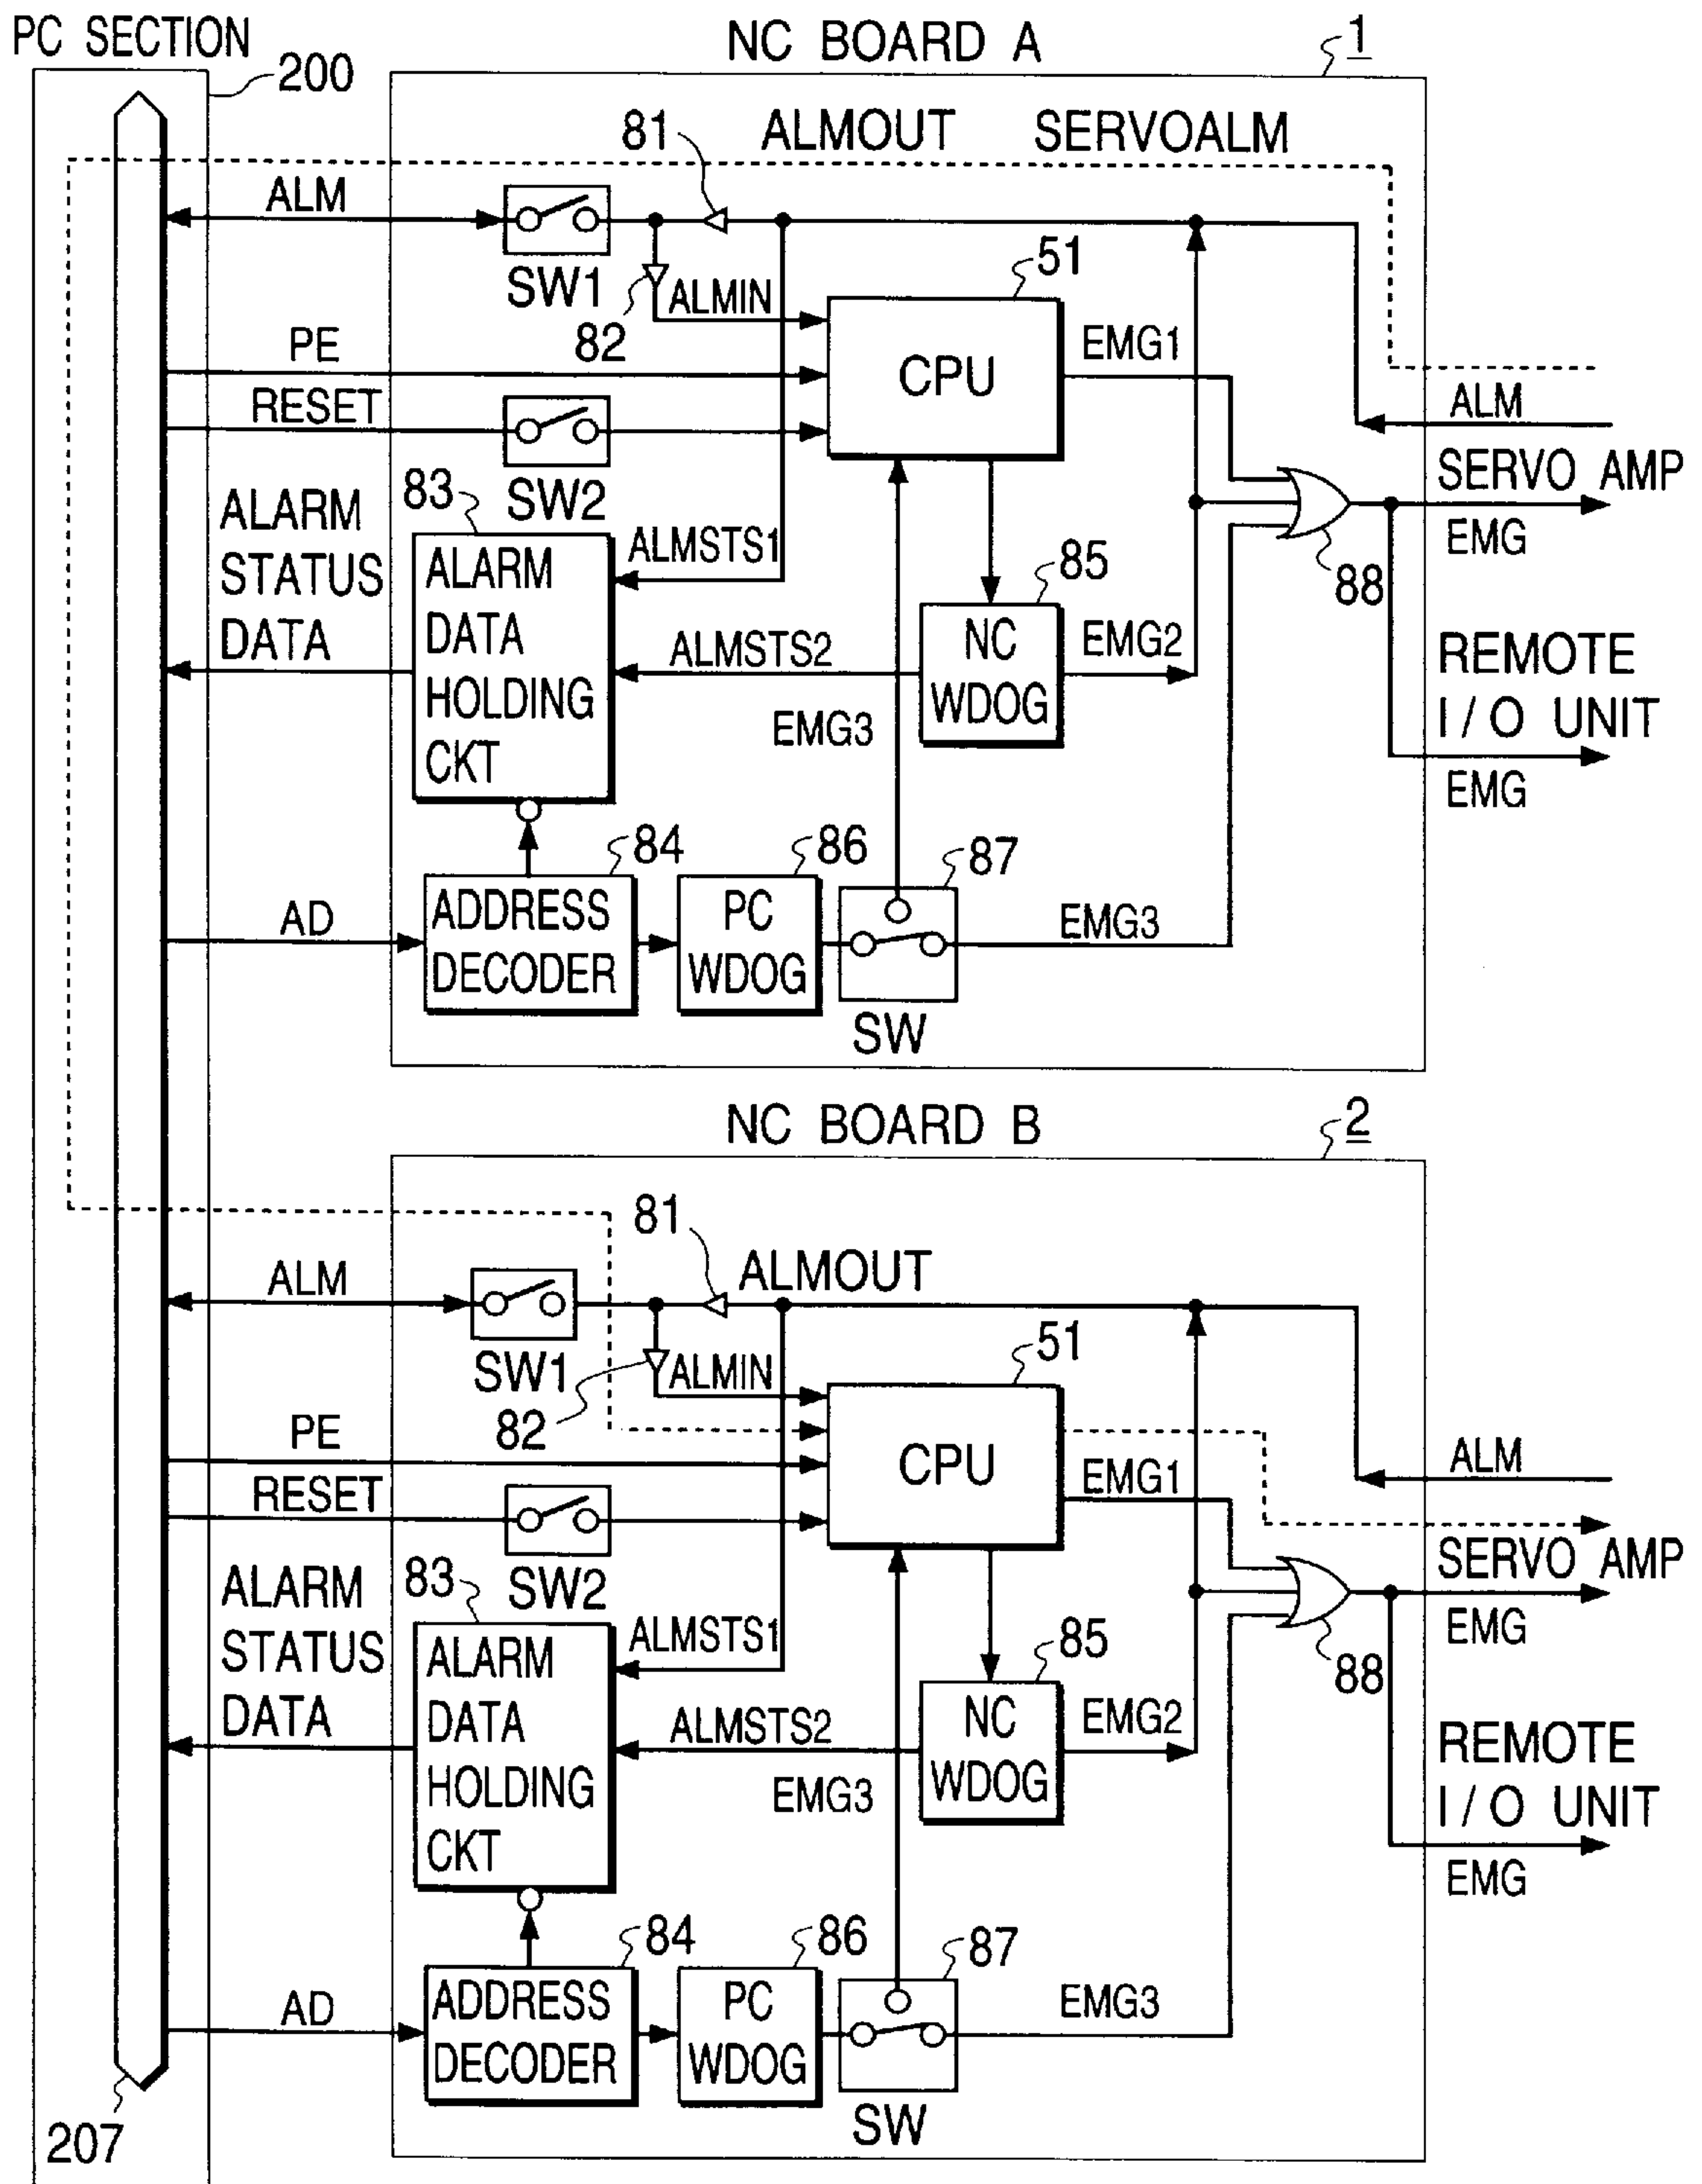 PC SECTION
200
NC BOARD A
1
81
ALMOUT
SERVOALM
ALM
SW1
82
ALMIN
51
CPU
EMG1
PE
RESET
SW2
ALM
SERVO AMP
EMG
88
83
ALARM
STATUS
DATA
ALARM
DATA
HOLDING
CKT
ALMSTS1
ALMSTS2
85
NC
WDOG
EMG2
EMG3
REMOTE
I/O UNIT
EMG
84
86
87
AD
ADDRESS
DECODER
PC
WDOG
SW
EMG3
NC BOARD B
2
81
ALMOUT
ALM
SW1
82
ALMIN
51
CPU
EMG1
PE
RESET
SW2
ALM
SERVO AMP
EMG
88
83
ALARM
STATUS
DATA
ALARM
DATA
HOLDING
CKT
ALMSTS1
ALMSTS2
85
NC
WDOG
EMG2
EMG3
REMOTE
I/O UNIT
EMG
84
86
87
AD
ADDRESS
DECODER
PC
WDOG
SW
EMG3
207